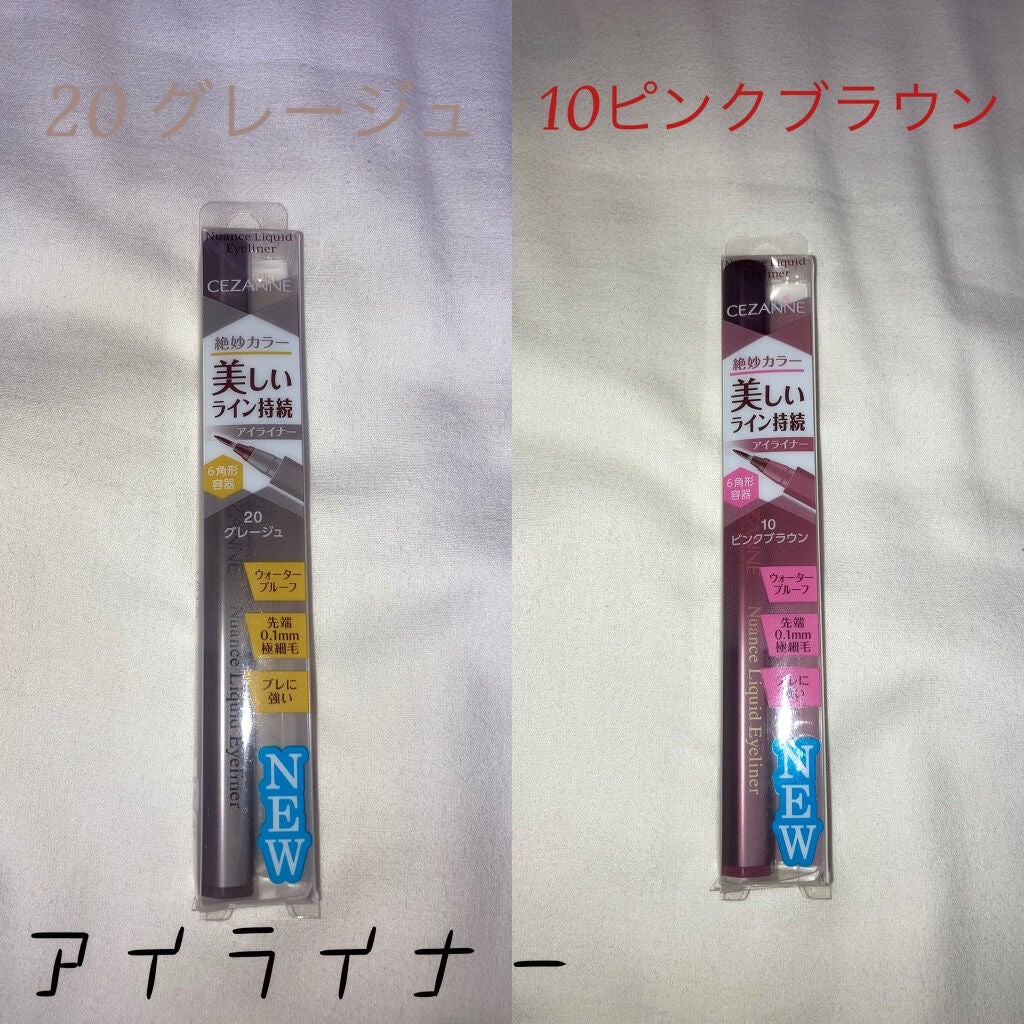 20 グレージュ
Nuance Liquid
Eyeliner
CEZANNE
絶妙カラー
美しい
ライン持続
アイライナー
6角形
容器
20
グレージュ
ウォーター
プルーフ
先端
0.1mm
極細毛
ブレに
強い
CEZANNE Nuance Liquid Eyeliner
NEW
10ピンクブラウン
Nuance Liquid
Eyeliner
CEZANNE
絶妙カラー
美しい
ライン持続
アイライナー
6角形
容器
10
ピンクブラウン
ウォーター
プルーフ
先端
0.1mm
極細毛
ブレに
強い
CEZANNE Nuance Liquid Eyeliner
NEW
アイライナー